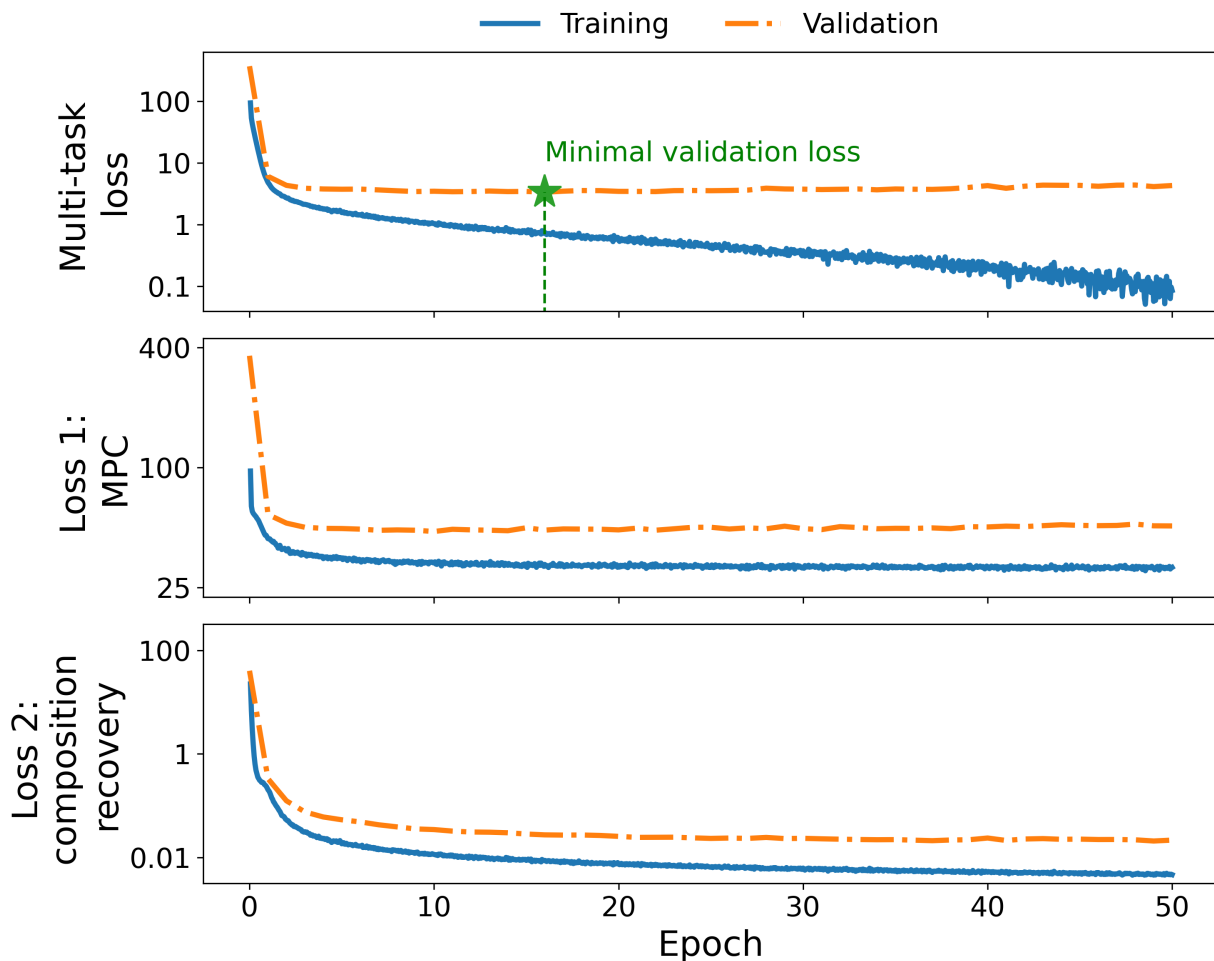 Training
Validation
Multi-task
loss
100
10
1
0.1
Minimal validation loss
Loss 1:
MPC
400
100
25
Loss 2:
composition
recovery
100
1
0.01
0
10
20
30
40
50
Epoch